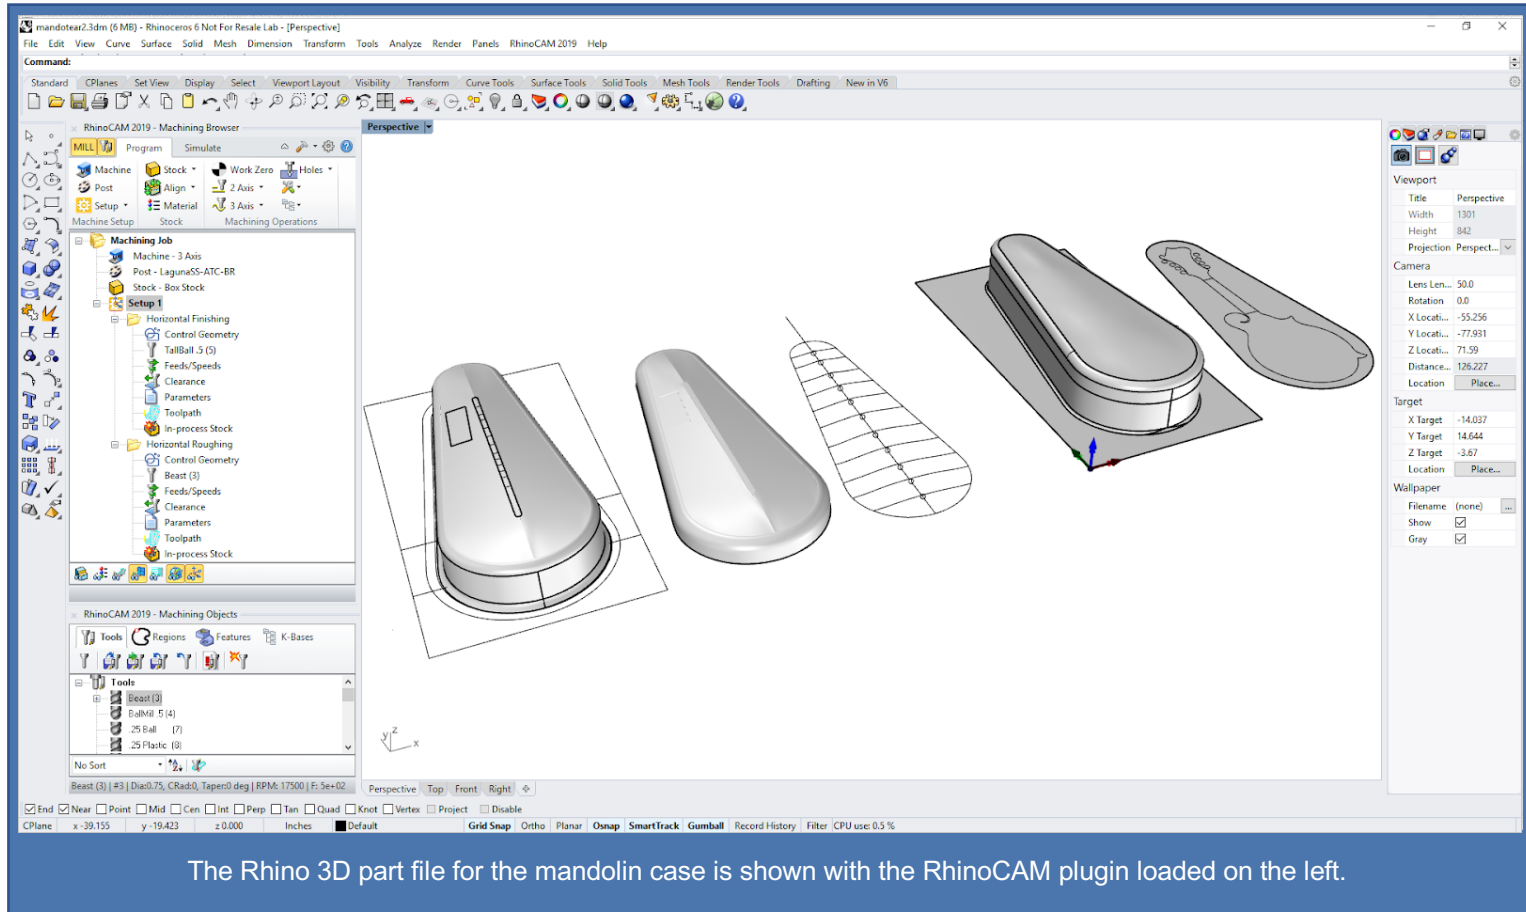 mandotear2.3dm (6 MB) - Rhinoceros 6 Not For Resale Lab - [Perspective]
File Edit View Curve Surface Solid Mesh Dimension Transform Tools Analyze Render Panels RhinoCAM 2019 Help
Command:
Standard CPlanes Set View Display Select Viewport Layout Visibility Transform Curve Tools Surface Tools Solid Tools Mesh Tools Render Tools Drafting New in V6
RhinoCAM 2019 - Machining Browser
MILL Program Simulate
Machine Stock Work Zero Holes
Post Align 2 Axis
Setup Material 3 Axis
Machine Setup Stock Machining Operations
Machining Job
Machine - 3 Axis
Post - LagunaSS-ATC-BR
Stock - Box Stock
Setup 1
Horizontal Finishing
Control Geometry
TallBall .5 (5)
Feeds/Speeds
Clearance
Parameters
Toolpath
In-process Stock
Horizontal Roughing
Control Geometry
Beast (3)
Feeds/Speeds
Clearance
Parameters
Toolpath
In-process Stock
RhinoCAM 2019 - Machining Objects
Tools Regions Features K-Bases
Tools
Beast (3)
BallMill .5 (4)
.25 Ball (7)
.25 Plastic (8)
No Sort
Beast (3) | #3 | Dia:0.75, CRad:0, Taper:0 deg | RPM: 17500 | F: 5e+02
Perspective
z
y
x
Perspective Top Front Right
Viewport
Title Perspective
Width 1301
Height 842
Projection Perspect...
Camera
Lens Len... 50.0
Rotation 0.0
X Locati... -55.256
Y Locati... -77.931
Z Locati... 71.59
Distance... 126.227
Location Place...
Target
X Target -14.037
Y Target 14.644
Z Target -3.67
Location Place...
Wallpaper
Filename (none) ...
Show
Gray
End Near Point Mid Cen Int Perp Tan Quad Knot Vertex Project Disable
CPlane x -39.155 y -19.423 z 0.000 Inches Default Grid Snap Ortho Planar Osnap SmartTrack Gumball Record History Filter CPU use: 0.5 %
The Rhino 3D part file for the mandolin case is shown with the RhinoCAM plugin loaded on the left.